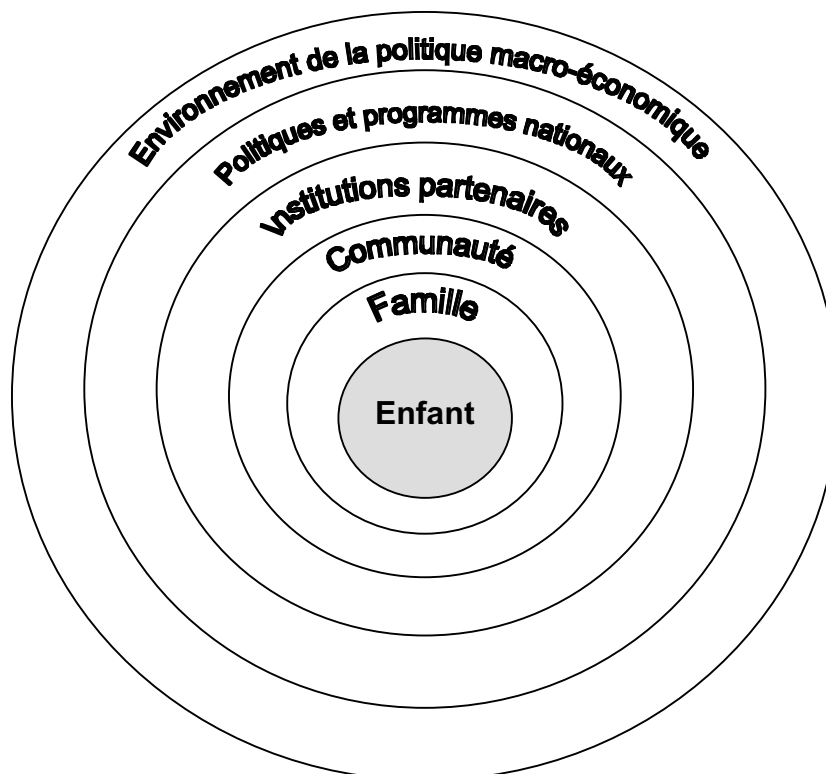 Environnement de la politique macro-économique
Politiques et programmes nationaux
Institutions partenaires
Communauté
Famille
Enfant